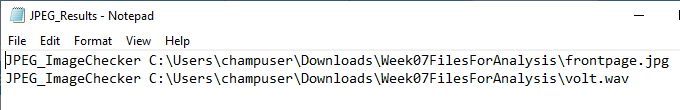 JPEG_Results - Notepad
File Edit Format View Help
JPEG_ImageChecker C:\Users\champuser\Downloads\Week07FilesForAnalysis\frontpage.jpg
JPEG_ImageChecker C:\Users\champuser\Downloads\Week07FilesForAnalysis\volt.wav